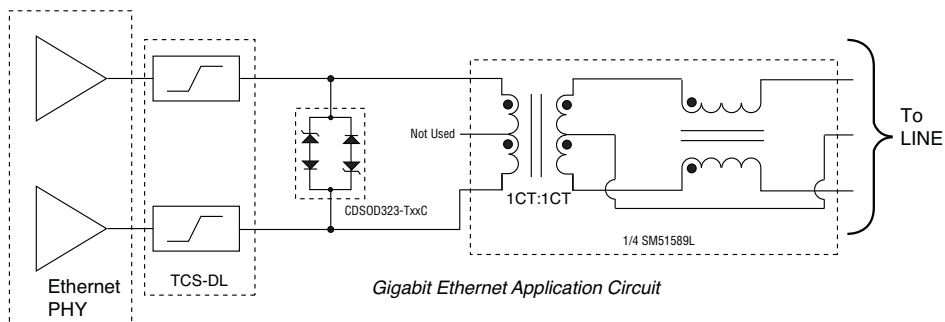 Ethernet
PHY
TCS-DL
Not Used
CDSOD323-TxxC
1CT:1CT
1/4 SM51589L
To
LINE
Gigabit Ethernet Application Circuit